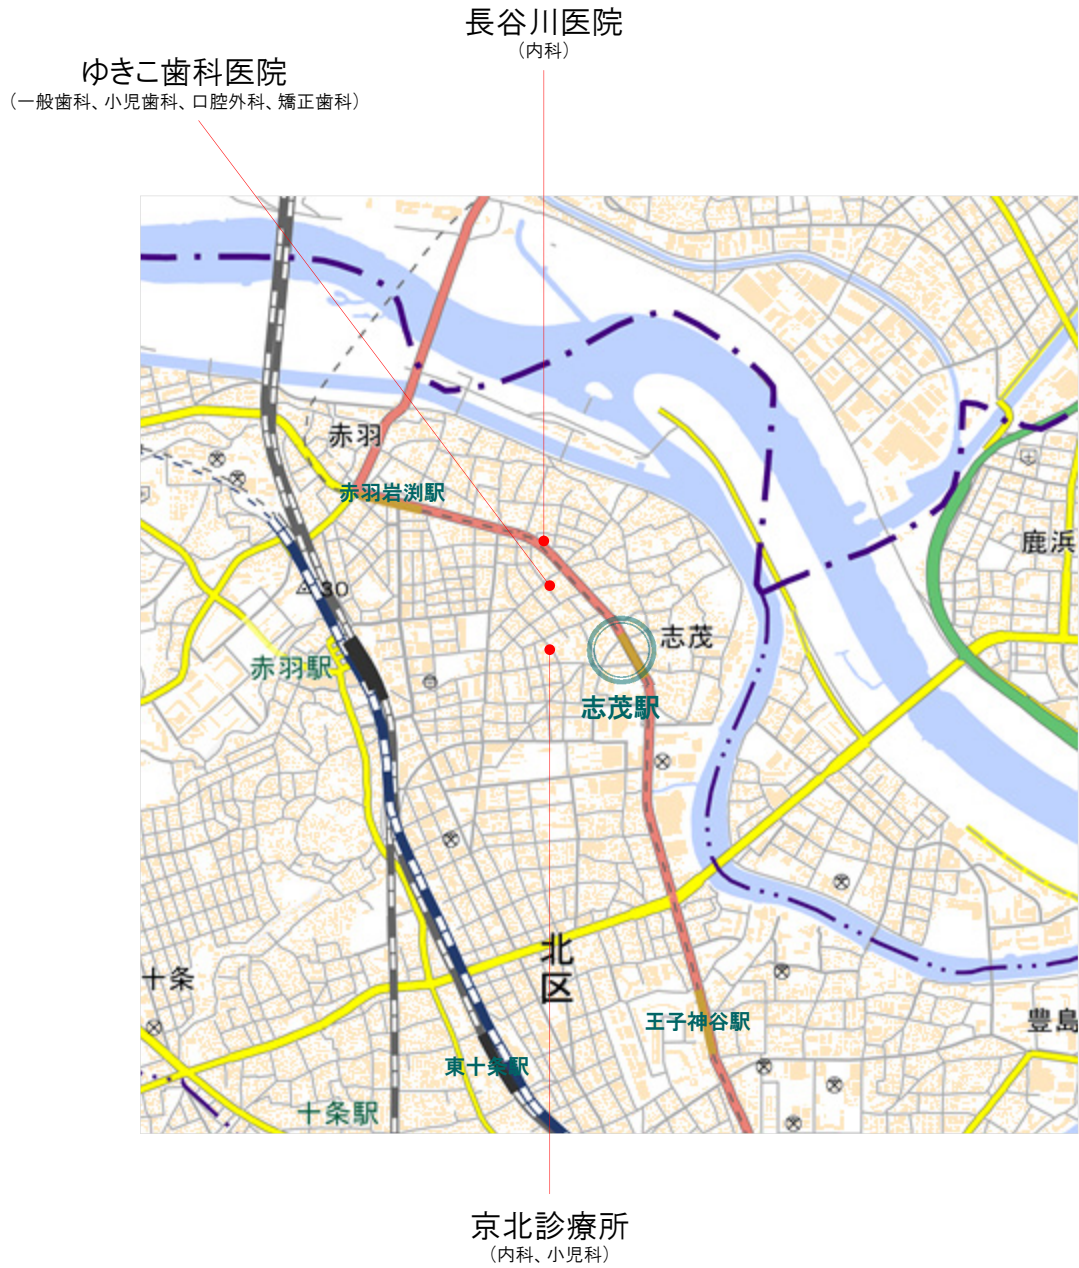 長谷川医院
（内科）
ゆきこ歯科医院
（一般歯科、小児歯科、口腔外科、矯正歯科）
赤羽
赤羽岩渕駅
鹿浜
30
志茂
赤羽駅
志茂駅
北区
十条
王子神谷駅
豊島
東十条駅
十条駅
京北診療所
（内科、小児科）